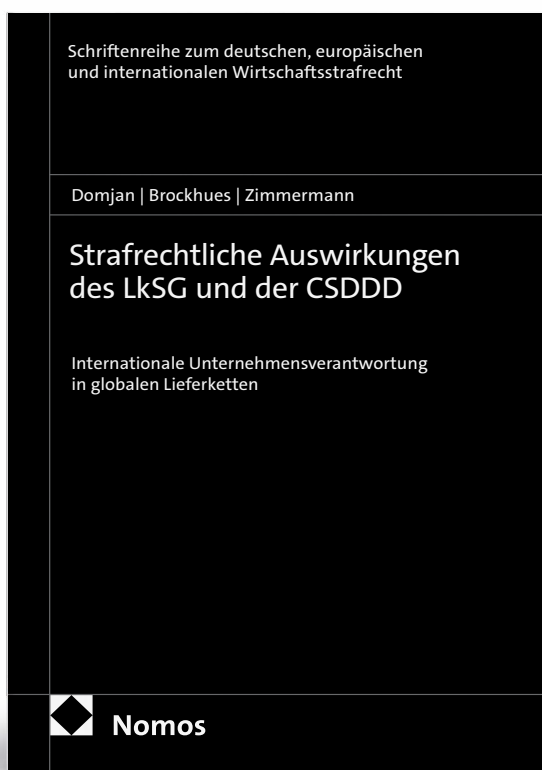 Schriftenreihe zum deutschen, europäischen
und internationalen Wirtschaftsstrafrecht
Domjan | Brockhues | Zimmermann
Strafrechtliche Auswirkungen
des LkSG und der CSDDD
Internationale Unternehmensverantwortung
in globalen Lieferketten
Nomos